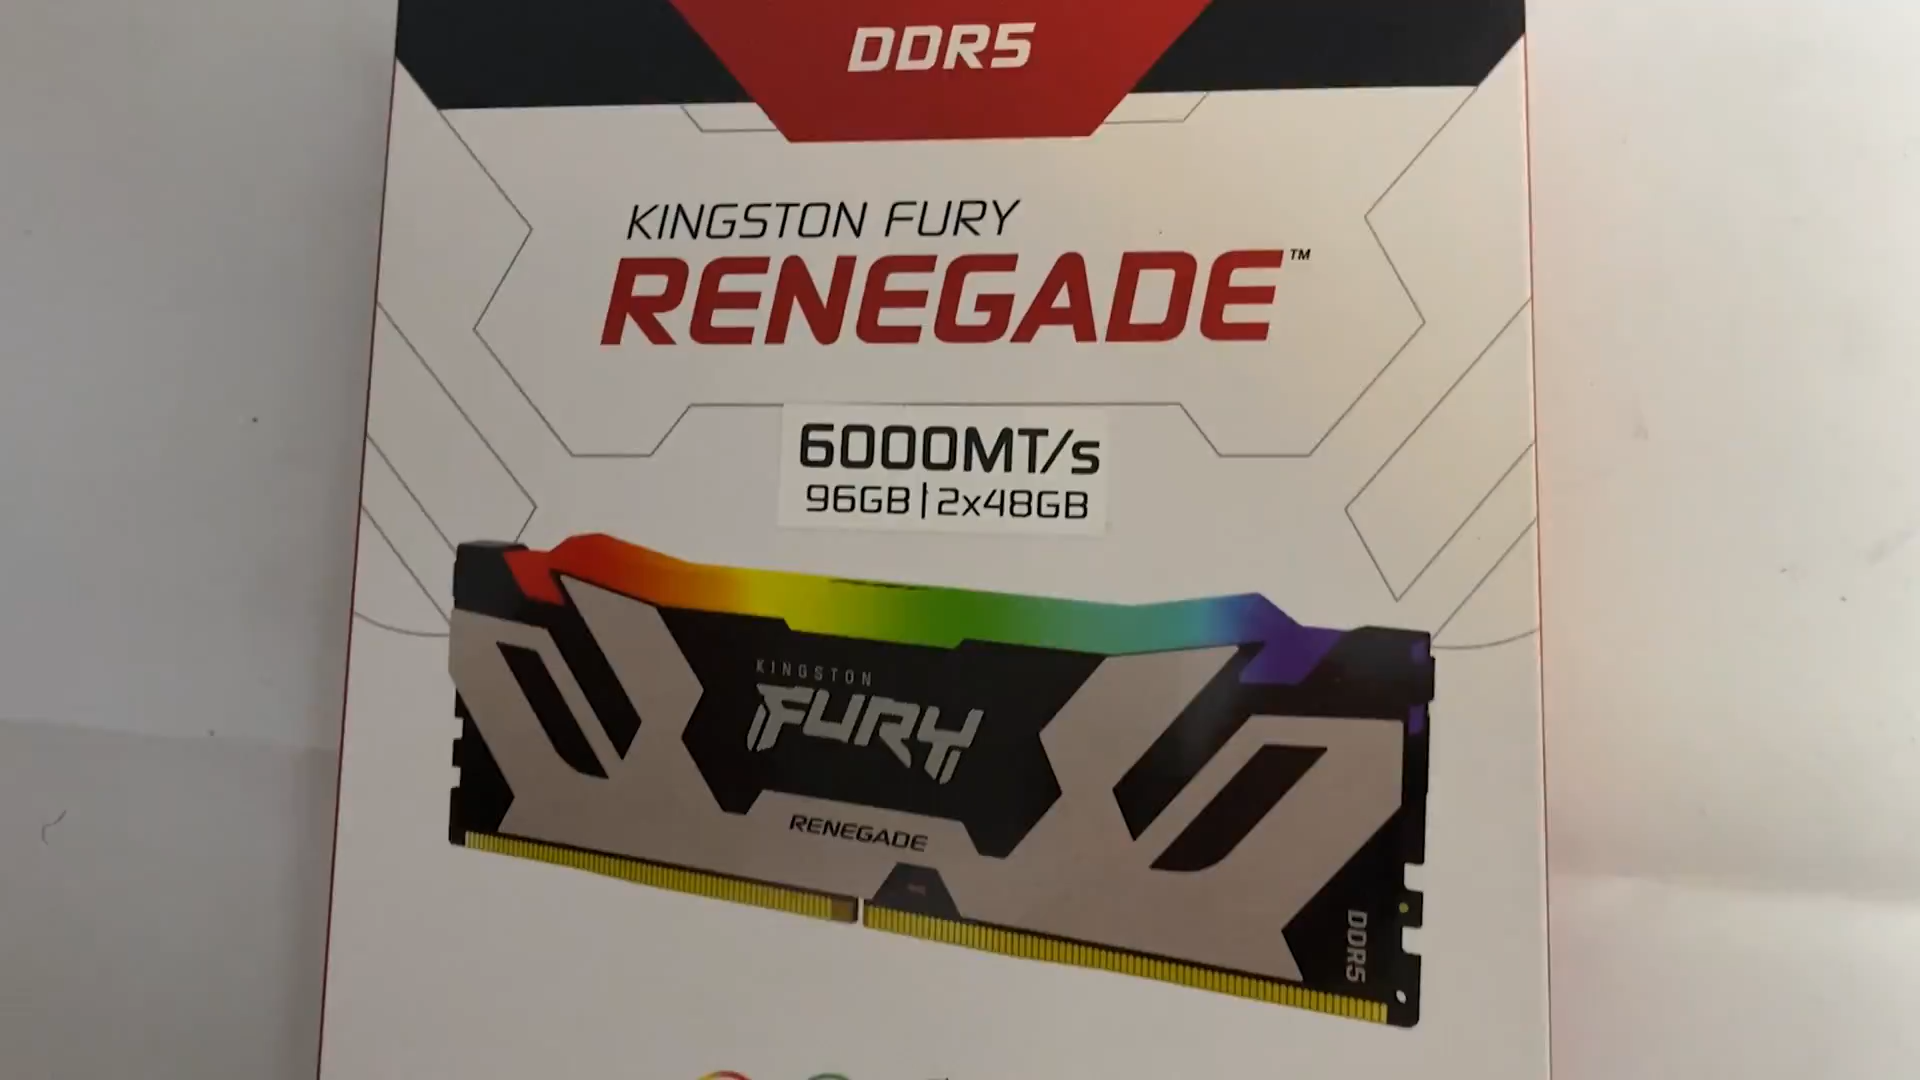 DDR5
KINGSTON FURY
RENEGADE™
6000MT/s
96GB|2x48GB
KINGSTON
FURY
RENEGADE
DDR5